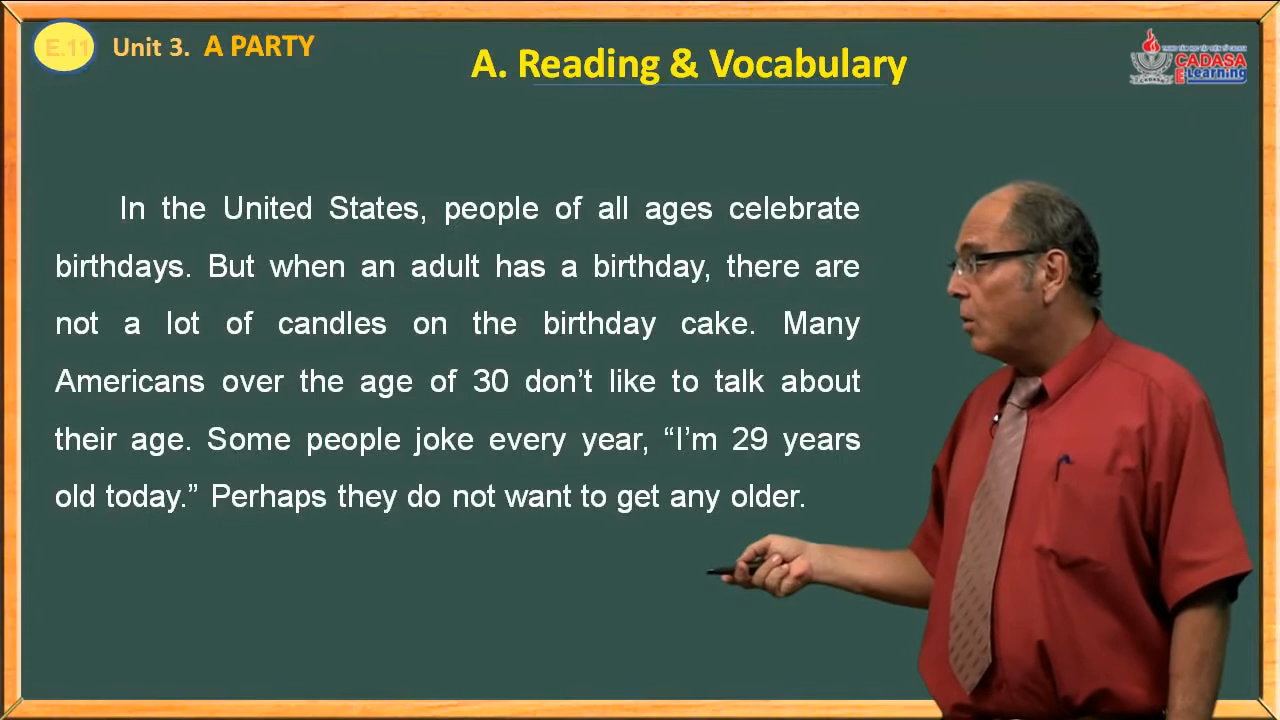 E.11 Unit 3. A PARTY
A. Reading & Vocabulary
CADASA
E-Learning
In the United States, people of all ages celebrate
birthdays. But when an adult has a birthday, there are
not a lot of candles on the birthday cake. Many
Americans over the age of 30 don’t like to talk about
their age. Some people joke every year, “I’m 29 years
old today.” Perhaps they do not want to get any older.